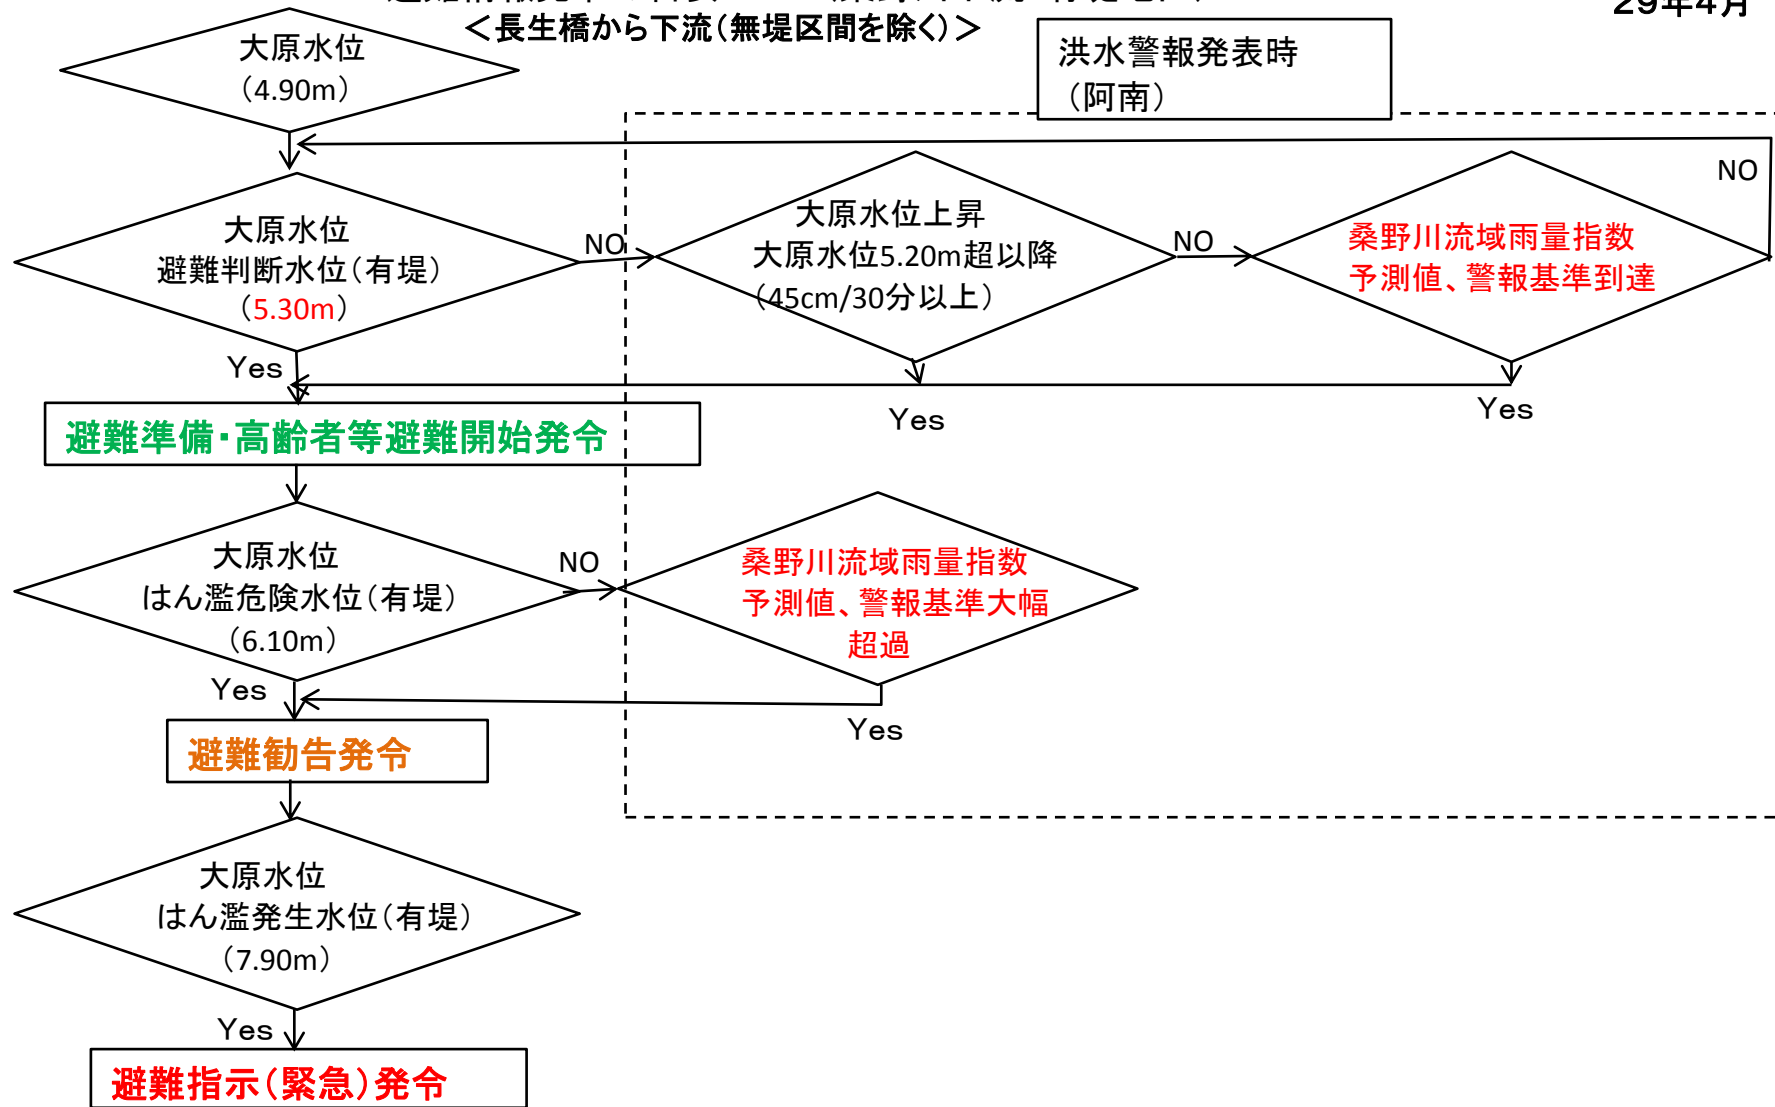 ＜長生橋から下流（無堤区間を除く）＞
29年4月
大原水位
（4.90m）
洪水警報発表時
（阿南）
大原水位
避難判断水位（有堤）
（5.30m）
NO
大原水位上昇
大原水位5.20m超以降
（45cm/30分以上）
NO
桑野川流域雨量指数
予測値、警報基準到達
NO
Yes
Yes
Yes
避難準備・高齢者等避難開始発令
大原水位
はん濫危険水位（有堤）
（6.10m）
NO
桑野川流域雨量指数
予測値、警報基準大幅
超過
Yes
Yes
避難勧告発令
大原水位
はん濫発生水位（有堤）
（7.90m）
Yes
避難指示（緊急）発令